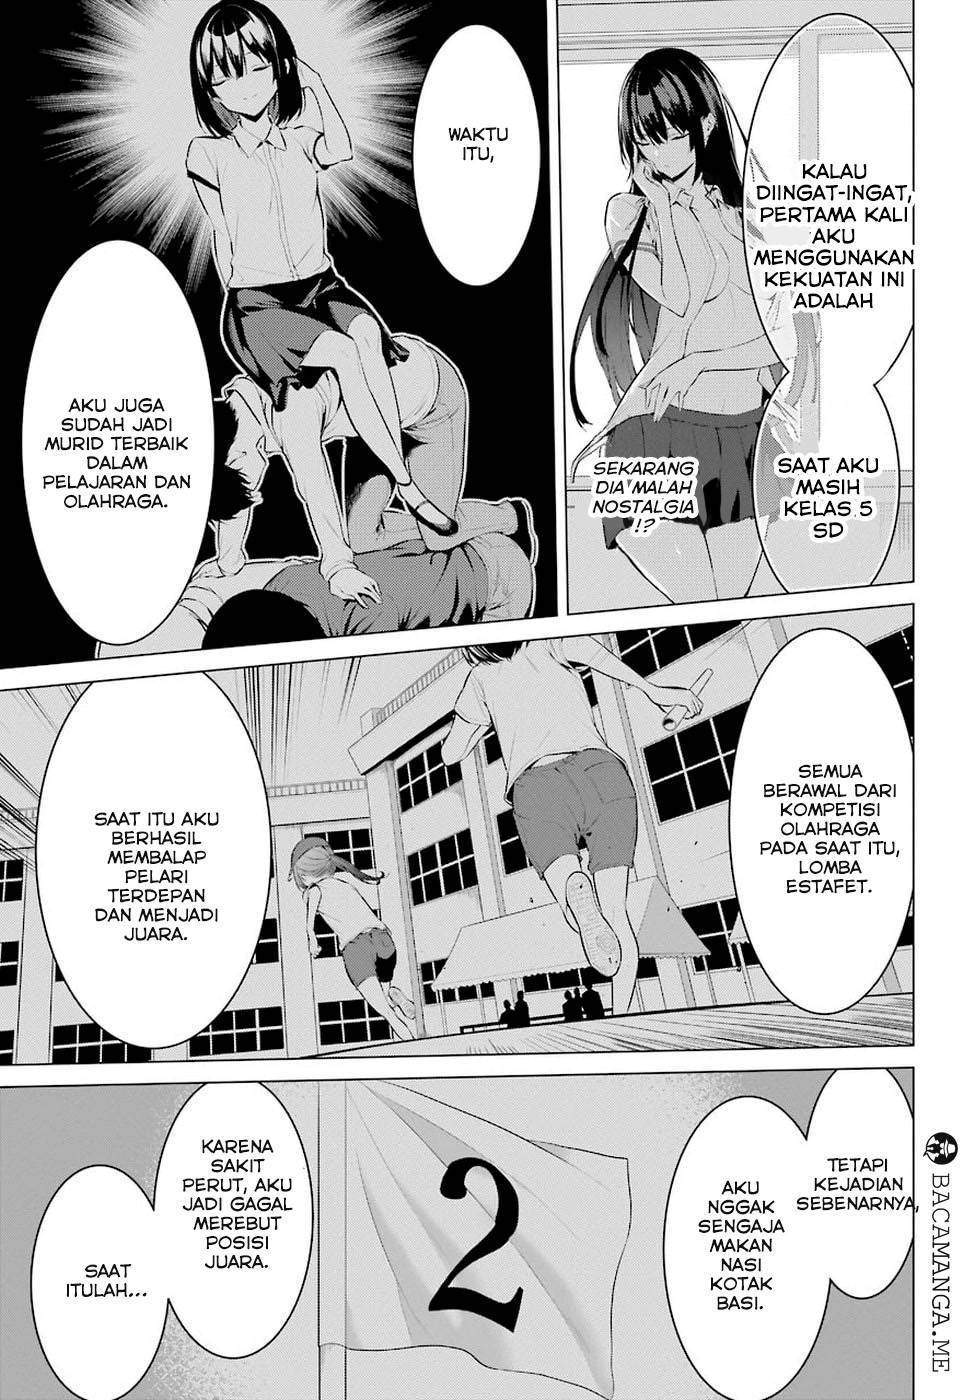 KALAU
DIINGAT-INGAT,
PERTAMA KALI
AKU
MENGGUNAKAN
KEKUATAN INI
ADALAH
SAAT AKU
MASIH
KELAS 5
SD
SEKARANG
DIA MALAH
NOSTALGIA
!?
WAKTU
ITU,
AKU JUGA
SUDAH JADI
MURID TERBAIK
DALAM
PELAJARAN DAN
OLAHRAGA.
SEMUA
BERAWAL DARI
KOMPETISI
OLAHRAGA
PADA SAAT ITU,
LOMBA
ESTAFET.
SAAT ITU AKU
BERHASIL
MEMBALAP
PELARI
TERDEPAN
DAN MENJADI
JUARA.
TETAPI
KEJADIAN
SEBENARNYA,
AKU
NGGAK
SENGAJA
MAKAN
NASI
KOTAK
BASI.
2
KARENA
SAKIT
PERUT, AKU
JADI GAGAL
MEREBUT
POSISI
JUARA.
SAAT
ITULAH...
BACAMANGA.ME